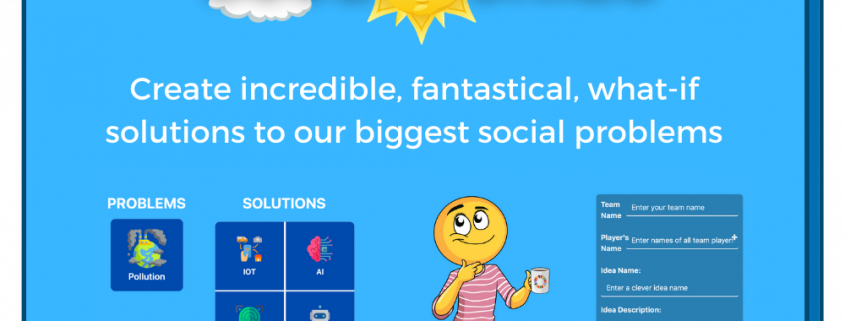 Create incredible, fantastical, what-if
solutions to our biggest social problems
PROBLEMS
SOLUTIONS
Pollution
IOT
AI
Team
Name
Enter your team name
Player's
Name
Enter names of all team player
+
Idea Name:
Enter a clever idea name
Idea Description: